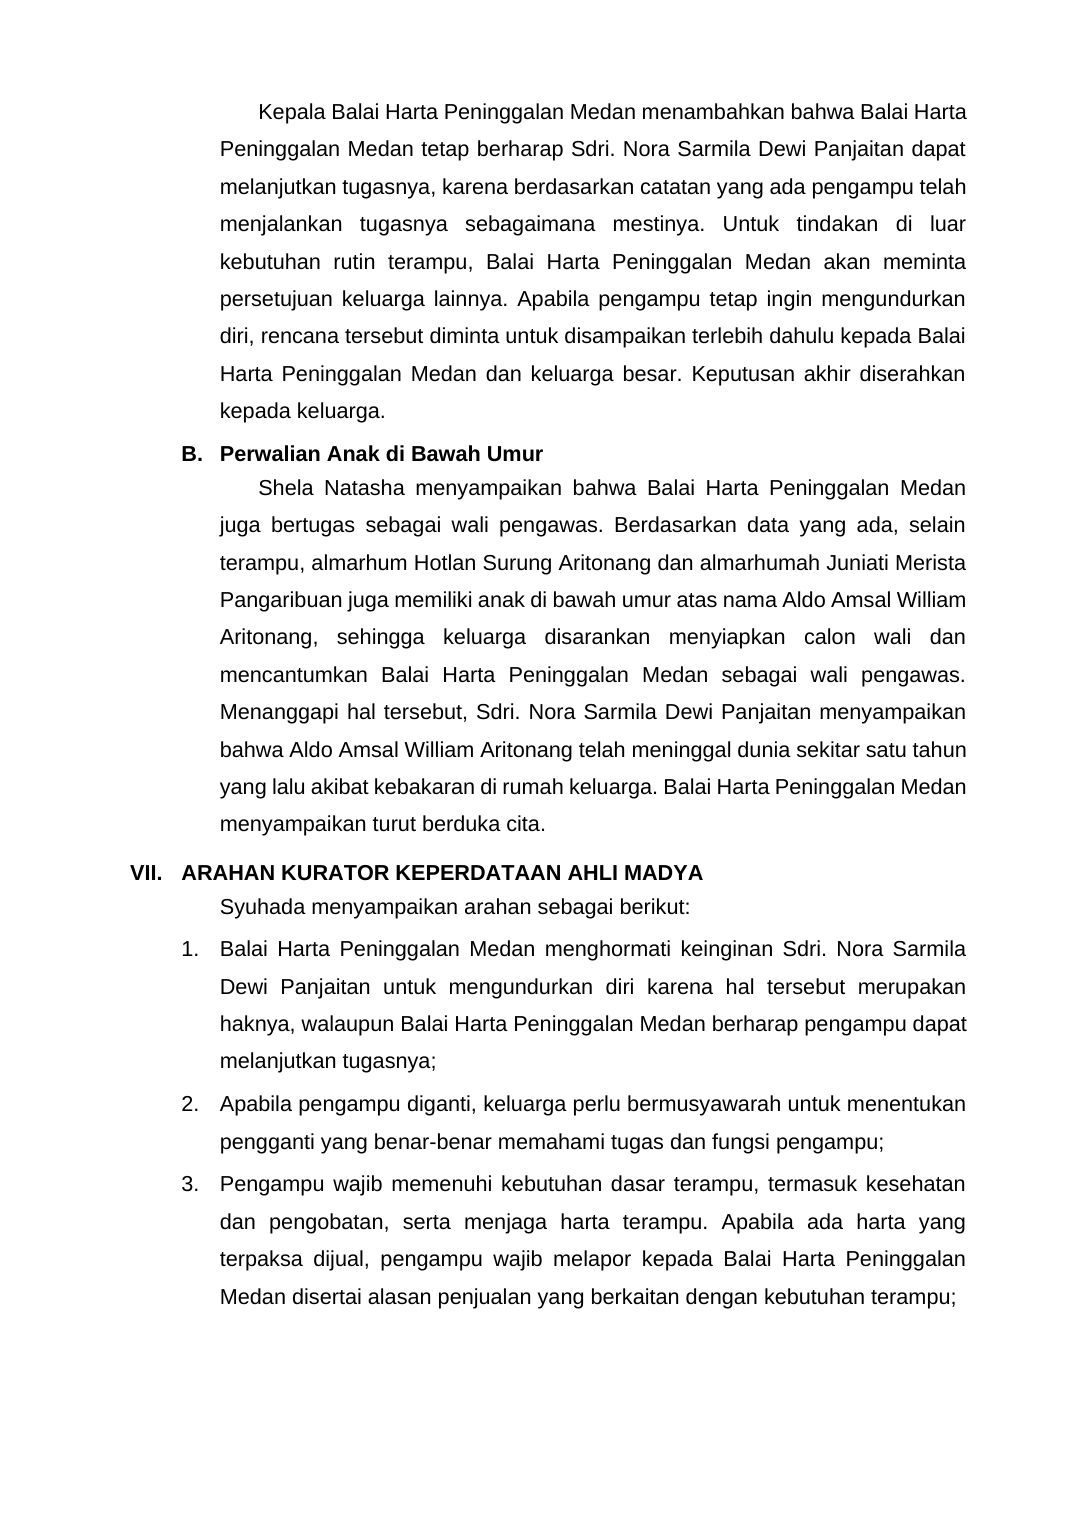 Kepala Balai Harta Peninggalan Medan menambahkan bahwa Balai Harta
Peninggalan Medan tetap berharap Sdri. Nora Sarmila Dewi Panjaitan dapat
melanjutkan tugasnya, karena berdasarkan catatan yang ada pengampu telah
menjalankan tugasnya sebagaimana mestinya. Untuk tindakan di luar
kebutuhan rutin terampu, Balai Harta Peninggalan Medan akan meminta
persetujuan keluarga lainnya. Apabila pengampu tetap ingin mengundurkan
diri, rencana tersebut diminta untuk disampaikan terlebih dahulu kepada Balai
Harta Peninggalan Medan dan keluarga besar. Keputusan akhir diserahkan
kepada keluarga.
B. Perwalian Anak di Bawah Umur
Shela Natasha menyampaikan bahwa Balai Harta Peninggalan Medan
juga bertugas sebagai wali pengawas. Berdasarkan data yang ada, selain
terampu, almarhum Hotlan Surung Aritonang dan almarhumah Juniati Merista
Pangaribuan juga memiliki anak di bawah umur atas nama Aldo Amsal William
Aritonang, sehingga keluarga disarankan menyiapkan calon wali dan
mencantumkan Balai Harta Peninggalan Medan sebagai wali pengawas.
Menanggapi hal tersebut, Sdri. Nora Sarmila Dewi Panjaitan menyampaikan
bahwa Aldo Amsal William Aritonang telah meninggal dunia sekitar satu tahun
yang lalu akibat kebakaran di rumah keluarga. Balai Harta Peninggalan Medan
menyampaikan turut berduka cita.
VII. ARAHAN KURATOR KEPERDATAAN AHLI MADYA
Syuhada menyampaikan arahan sebagai berikut:
1. Balai Harta Peninggalan Medan menghormati keinginan Sdri. Nora Sarmila
Dewi Panjaitan untuk mengundurkan diri karena hal tersebut merupakan
haknya, walaupun Balai Harta Peninggalan Medan berharap pengampu dapat
melanjutkan tugasnya;
2. Apabila pengampu diganti, keluarga perlu bermusyawarah untuk menentukan
pengganti yang benar-benar memahami tugas dan fungsi pengampu;
3. Pengampu wajib memenuhi kebutuhan dasar terampu, termasuk kesehatan
dan pengobatan, serta menjaga harta terampu. Apabila ada harta yang
terpaksa dijual, pengampu wajib melapor kepada Balai Harta Peninggalan
Medan disertai alasan penjualan yang berkaitan dengan kebutuhan terampu;